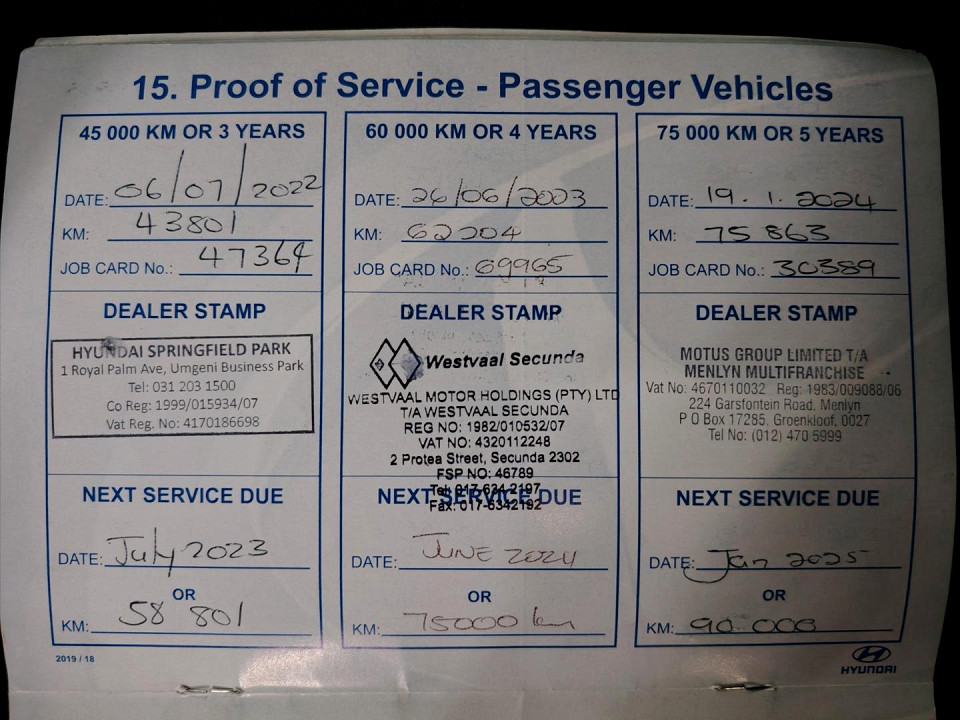 15. Proof of Service - Passenger Vehicles
45 000 KM OR 3 YEARS
DATE: 06/07/2022
KM: 43801
JOB CARD No.: 47364
DEALER STAMP
HYUNDAI SPRINGFIELD PARK
1 Royal Palm Ave, Umgeni Business Park
Tel: 031 203 1500
Co Reg: 1999/015934/07
Vat Reg. No: 4170186698
NEXT SERVICE DUE
DATE: July 2023
OR
KM: 58 801
60 000 KM OR 4 YEARS
DATE: 26/06/2023
KM: 62204
JOB CARD No.: 69965
DEALER STAMP
Westvaal Secunda
WESTVAAL MOTOR HOLDINGS (PTY) LTD
T/A WESTVAAL SECUNDA
REG NO: 1982/010532/07
VAT NO: 4320112248
2 Protea Street, Secunda 2302
FSP NO: 46789
Tel: 017-634 2197
NEXT SERVICE DUE
Fax: 017-6342192
DATE: JUNE 2024
OR
KM: 75000 km
75 000 KM OR 5 YEARS
DATE: 19. 1. 2024
KM: 75 863
JOB CARD No.: 30389
DEALER STAMP
MOTUS GROUP LIMITED T/A
MENLYN MULTIFRANCHISE
Vat No: 4670110032 Reg: 1983/009088/06
224 Garsfontein Road, Menlyn
P O Box 17285, Groenkloof, 0027
Tel No: (012) 470 5999
NEXT SERVICE DUE
DATE: Jan 2025
OR
KM: 90 000
2019 / 18
HYUNDAI